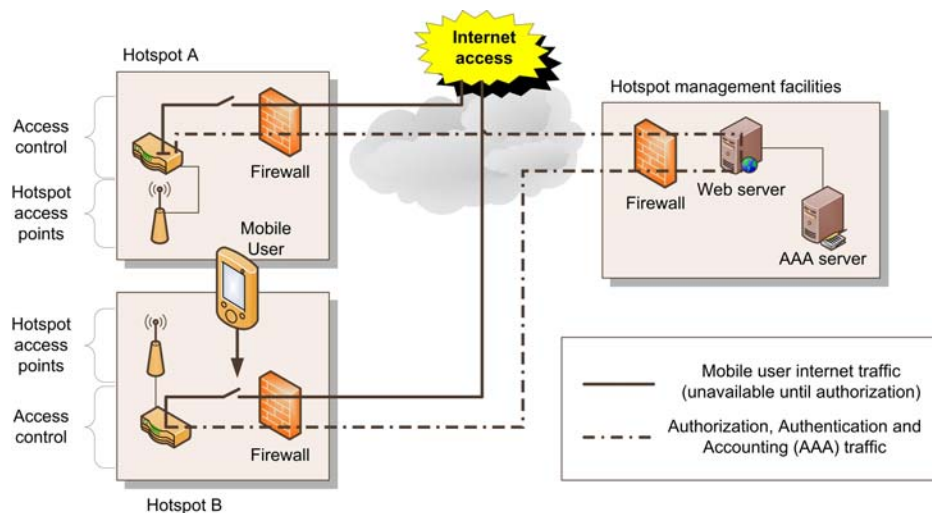 Internet
access
Hotspot A
Hotspot management facilities
Access
control
Firewall
Hotspot
access
points
Firewall
Web server
AAA server
Mobile
User
Hotspot
access
points
Access
control
Firewall
Hotspot B
Mobile user internet traffic
(unavailable until authorization)
Authorization, Authentication and
Accounting (AAA) traffic